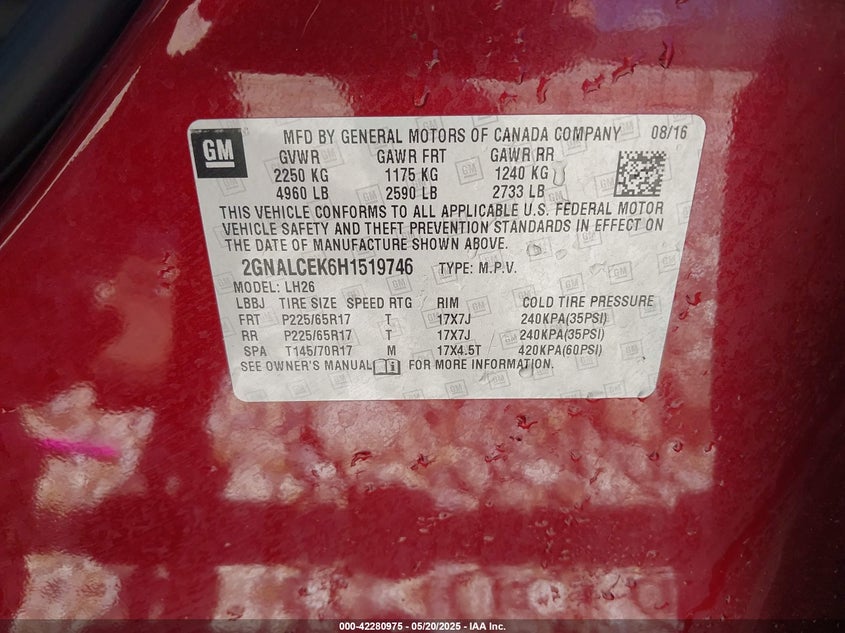 GM
MFD BY GENERAL MOTORS OF CANADA COMPANY 08/16
GVWR GAWR FRT GAWR RR
2250 KG 1175 KG 1240 KG
4960 LB 2590 LB 2733 LB
THIS VEHICLE CONFORMS TO ALL APPLICABLE U.S. FEDERAL MOTOR
VEHICLE SAFETY AND THEFT PREVENTION STANDARDS IN EFFECT ON
THE DATE OF MANUFACTURE SHOWN ABOVE.
2GNALCEK6H1519746 TYPE: M.P.V.
MODEL: LH26
LBBJ TIRE SIZE SPEED RTG RIM COLD TIRE PRESSURE
FRT P225/65R17 T 17X7J 240KPA(35PSI)
RR P225/65R17 T 17X7J 240KPA(35PSI)
SPA T145/70R17 M 17X4.5T 420KPA(60PSI)
SEE OWNER'S MANUAL FOR MORE INFORMATION.
000-42280975 - 05/20/2025 - IAA Inc.